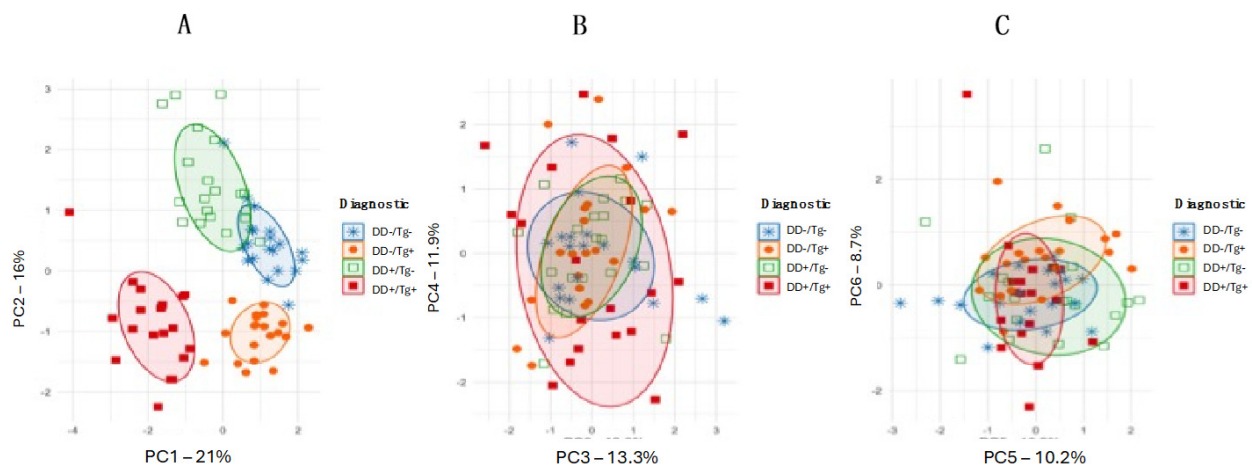 A
B
C
3
2
1
0
-1
-2
-4
-2
0
2
PC2 – 16%
PC1 – 21%
Diagnostic
DD-/Tg-
DD-/Tg+
DD+/Tg-
DD+/Tg+
2
1
0
-1
-2
-2
-1
0
1
2
3
PC4 – 11.9%
PC3 – 13.3%
Diagnostic
DD-/Tg-
DD-/Tg+
DD+/Tg-
DD+/Tg+
2
0
-2
-3
-2
-1
0
1
2
PC6 – 8.7%
PC5 – 10.2%
Diagnostic
DD-/Tg-
DD-/Tg+
DD+/Tg-
DD+/Tg+